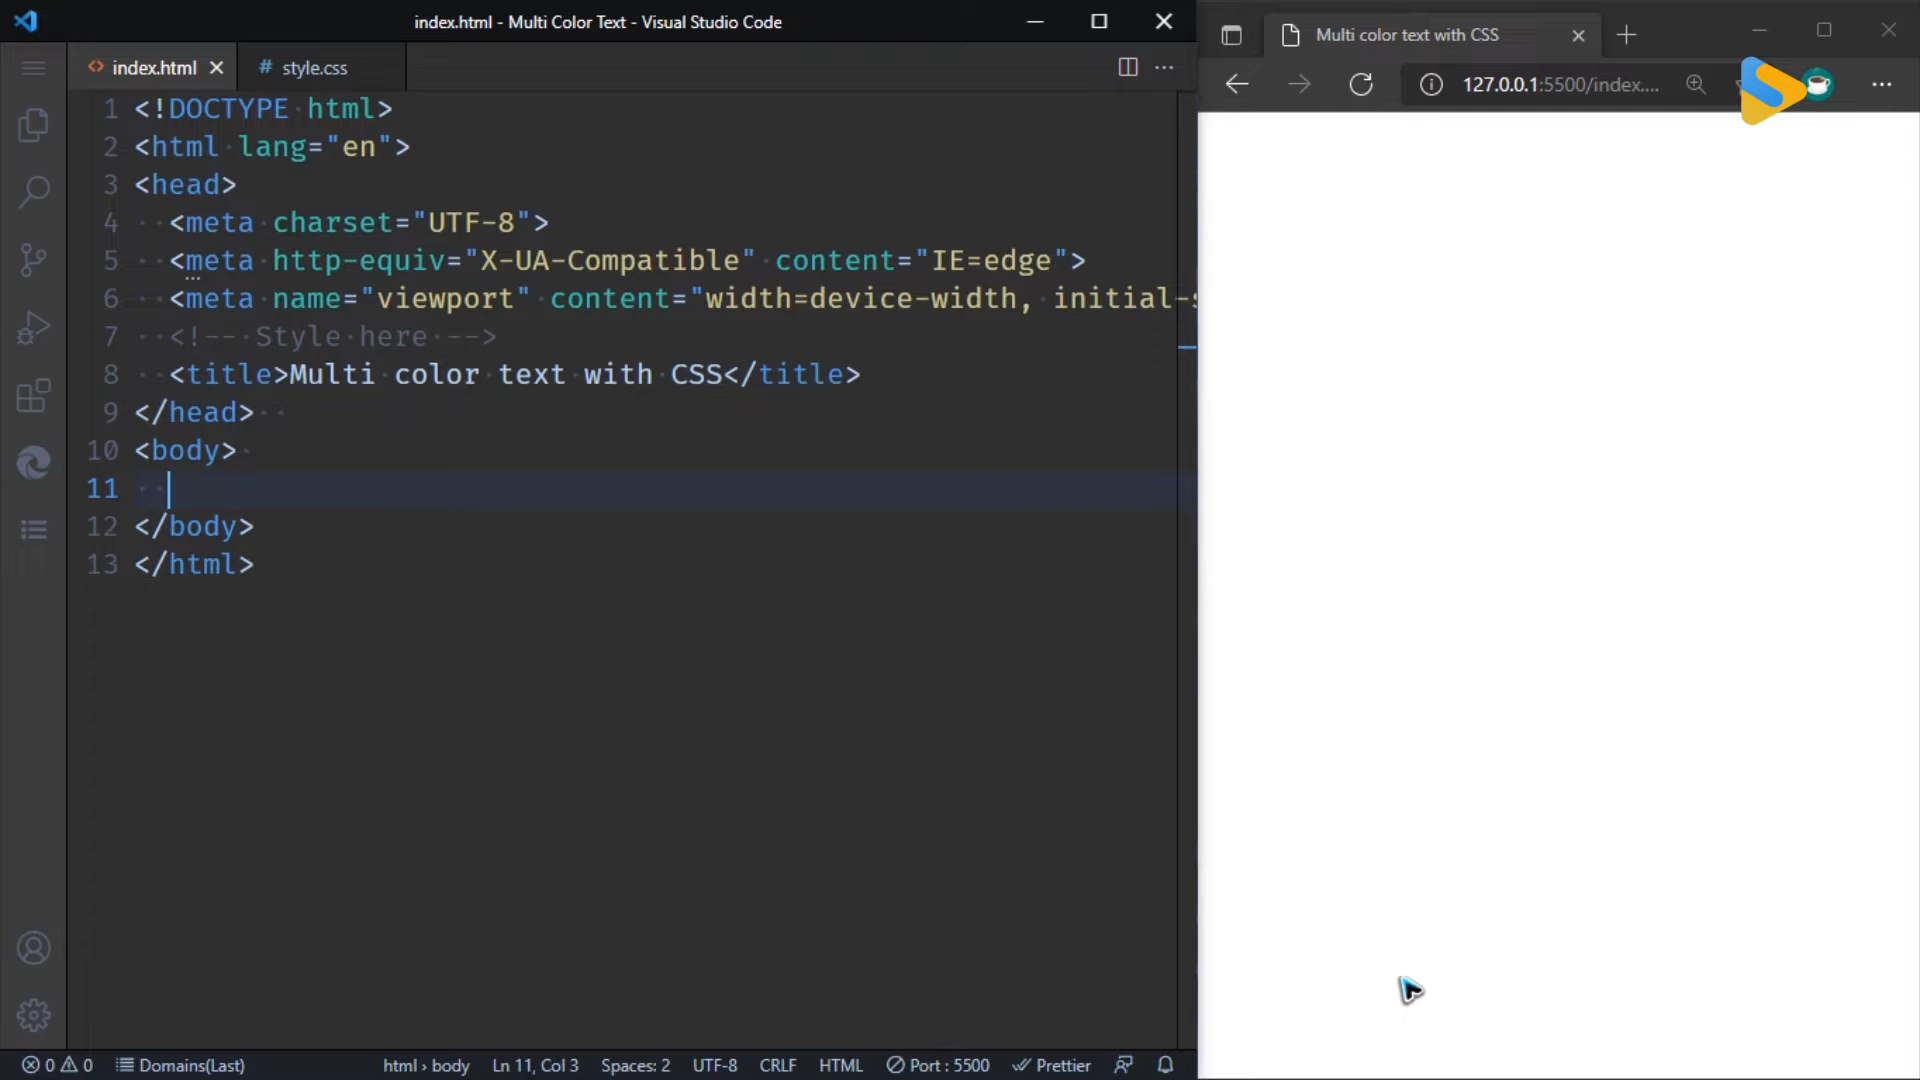 index.html - Multi Color Text - Visual Studio Code
index.html
# style.css
1 <!DOCTYPE html>
2 <html lang="en">
3 <head>
4 <meta charset="UTF-8">
5 <meta http-equiv="X-UA-Compatible" content="IE=edge">
6 <meta name="viewport" content="width=device-width, initial-s
7 <!-- Style here -->
8 <title>Multi color text with CSS</title>
9 </head>
10 <body>
11
12 </body>
13 </html>
0 0 Domains(Last) html › body Ln 11, Col 3 Spaces: 2 UTF-8 CRLF HTML Port : 5500 Prettier
Multi color text with CSS
127.0.0.1:5500/index....